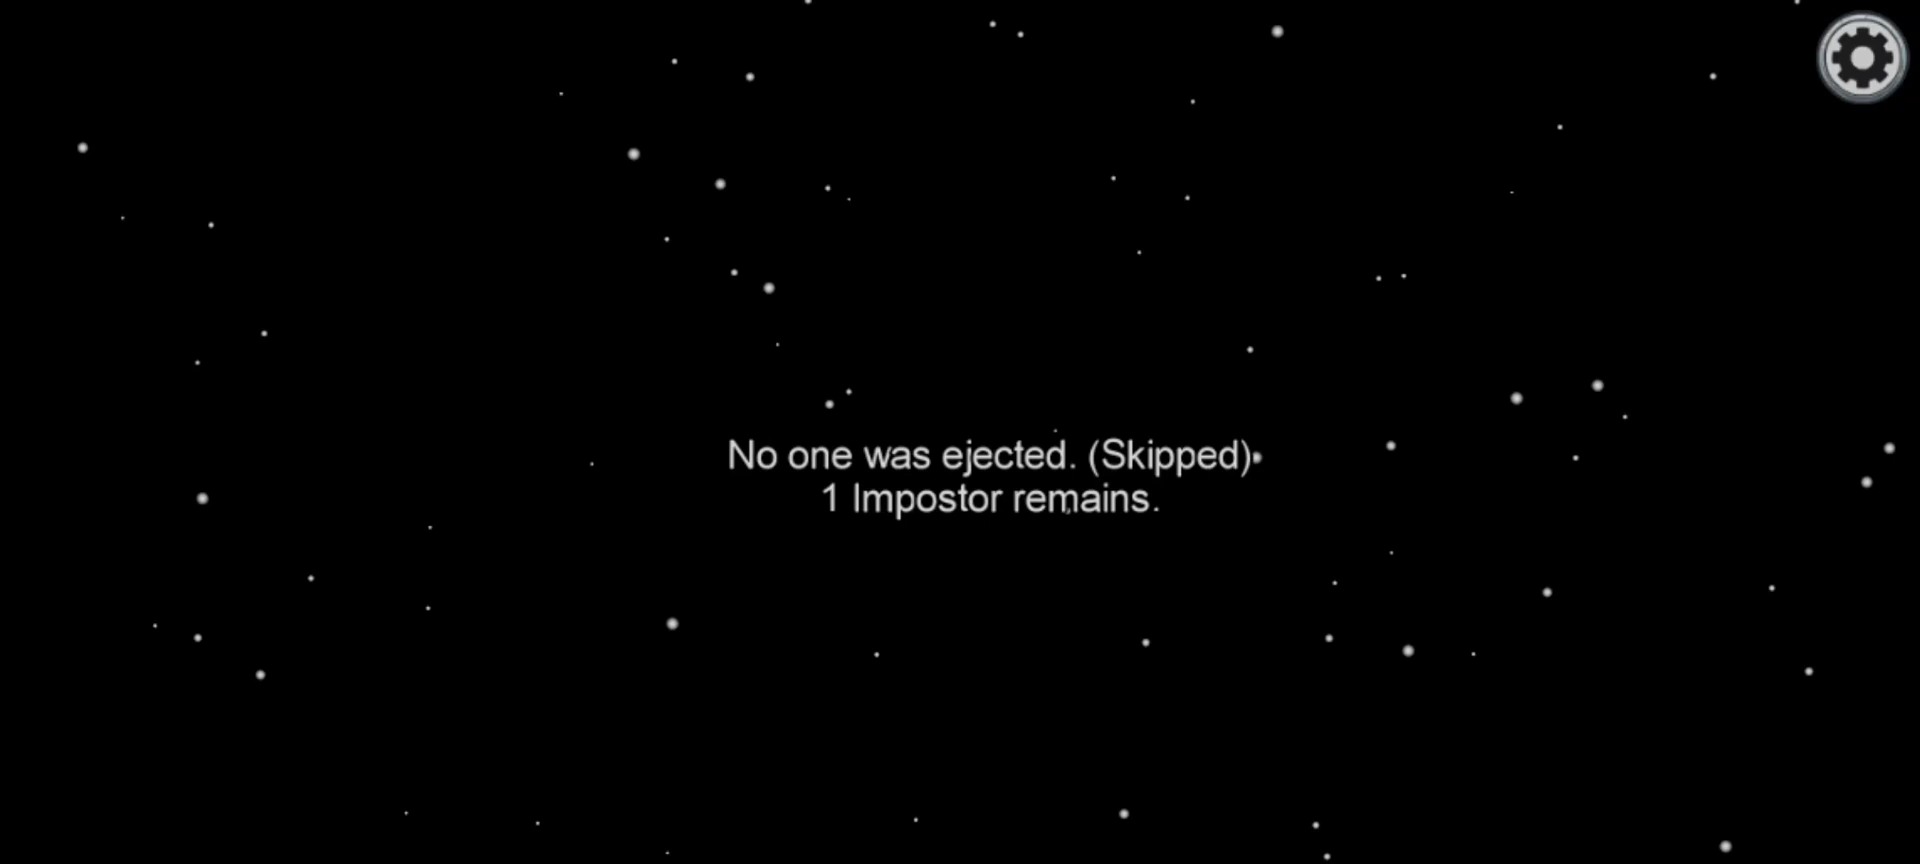 No one was ejected. (Skipped)
1 Impostor remains.